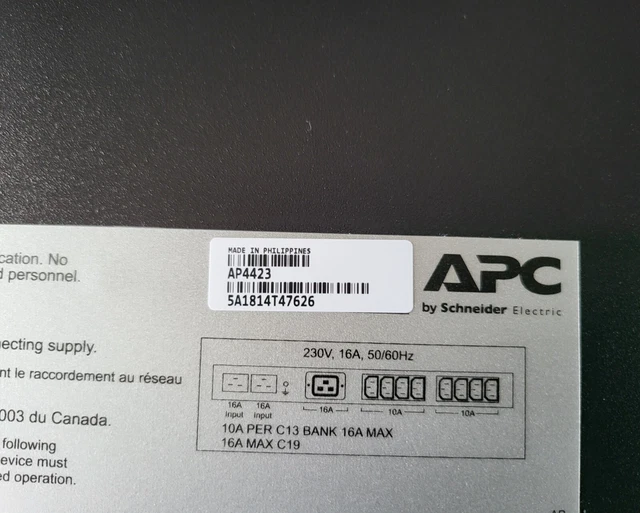 cation. No
d personnel.
MADE IN PHILIPPINES
AP4423
5A1814T47626
APC
by Schneider Electric
necting supply.
nt le raccordement au réseau
003 du Canada.
following
evice must
ed operation.
230V, 16A, 50/60Hz
16A 16A
Input Input
16A
10A
10A
10A PER C13 BANK 16A MAX
16A MAX C19